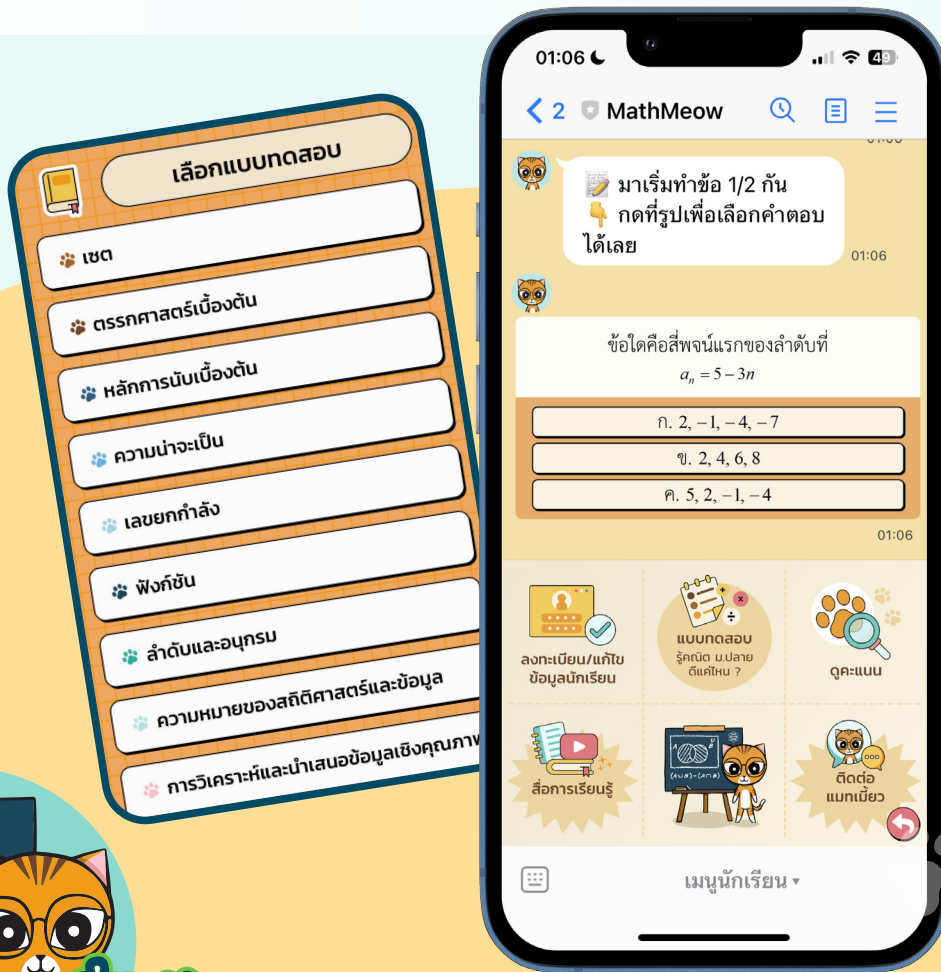 เลือกแบบทดสอบ
เซต
ตรรกศาสตร์เบื้องต้น
หลักการนับเบื้องต้น
ความน่าจะเป็น
เลขยกกำลัง
ฟังก์ชัน
ลำดับและอนุกรม
ความหมายของสถิติศาสตร์และข้อมูล
การวิเคราะห์และนำเสนอข้อมูลเชิงคุณภาพ
01:06
49
2 MathMeow
มาเริ่มทำข้อ 1/2 กัน
กดที่รูปเพื่อเลือกคำตอบ
ได้เลย
01:06
ข้อใดคือสี่พจน์แรกของลำดับที่
aₙ = 5 – 3n
ก. 2, –1, – 4, – 7
ข. 2, 4, 6, 8
ค. 5, 2, –1, – 4
01:06
ลงทะเบียน/แก้ไข
ข้อมูลนักเรียน
แบบทดสอบ
รู้คณิต ม.ปลาย
ดีแค่ไหน ?
ดูคะแนน
สื่อการเรียนรู้
A
B
U
(A∪B)-(A∩B)
ติดต่อ
แมทเมี้ยว
เมนูนักเรียน